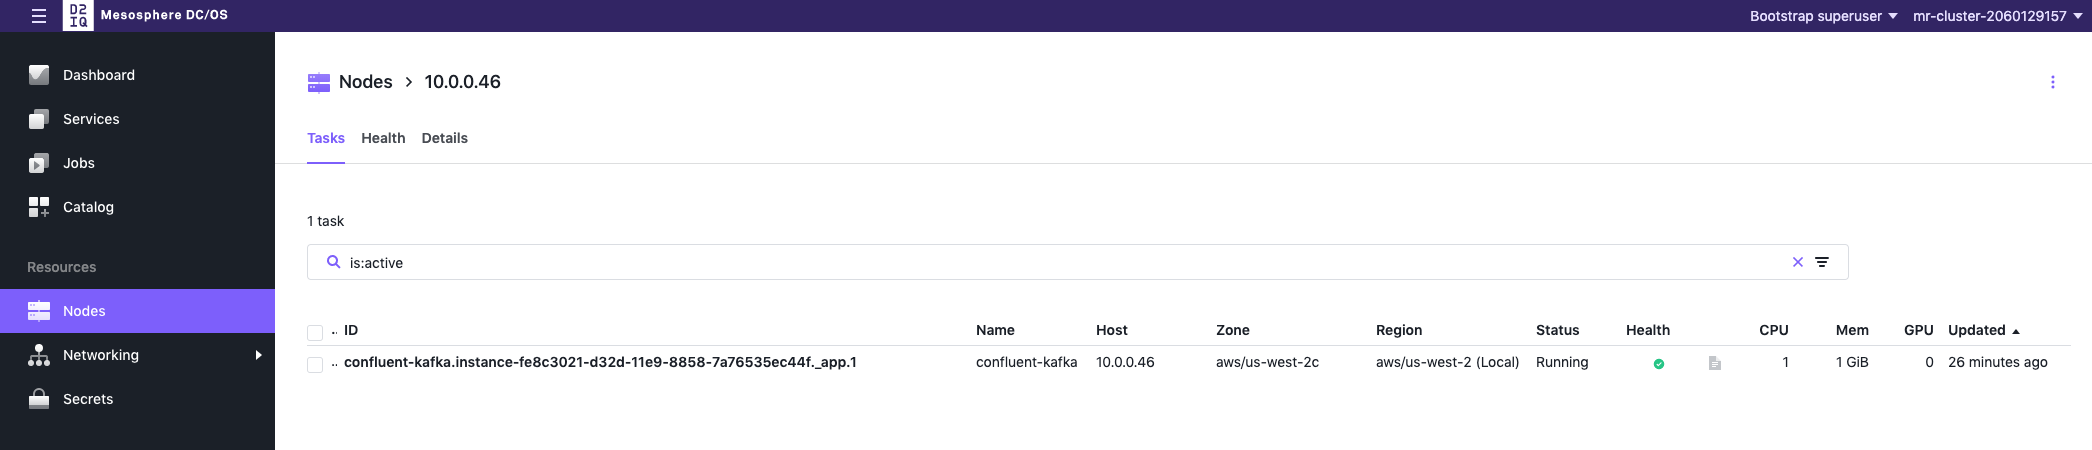 D2
IQ
Mesosphere DC/OS
Bootstrap superuser
mr-cluster-2060129157
Dashboard
Services
Jobs
Catalog
Resources
Nodes
Networking
Secrets
Nodes > 10.0.0.46
Tasks Health Details
1 task
is:active
.. ID Name Host Zone Region Status Health CPU Mem GPU Updated
.. confluent-kafka.instance-fe8c3021-d32d-11e9-8858-7a76535ec44f._app.1 confluent-kafka 10.0.0.46 aws/us-west-2c aws/us-west-2 (Local) Running 1 1 GiB 0 26 minutes ago